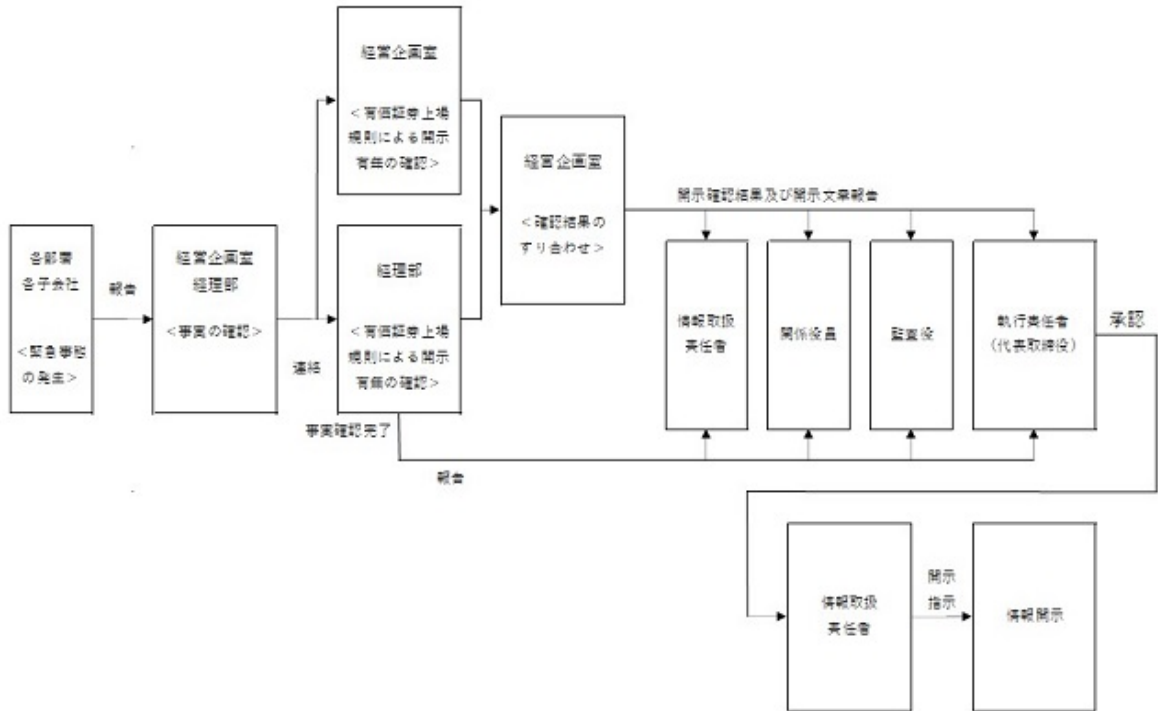 経営企画室
<有価証券上場
規則による開示
有無の確認>
経営企画室
<確認結果の
すり合わせ>
開示確認結果及び開示文章報告
各部署
各子会社
<緊急事態
の発生>
報告
経営企画室
経理部
<事実の確認>
連絡
経理部
<有価証券上場
規則による開示
有無の確認>
事実確認完了
報告
情報取扱
責任者
関係役員
監査役
執行責任者
（代表取締役）
承認
情報取扱
責任者
開示
指示
情報開示